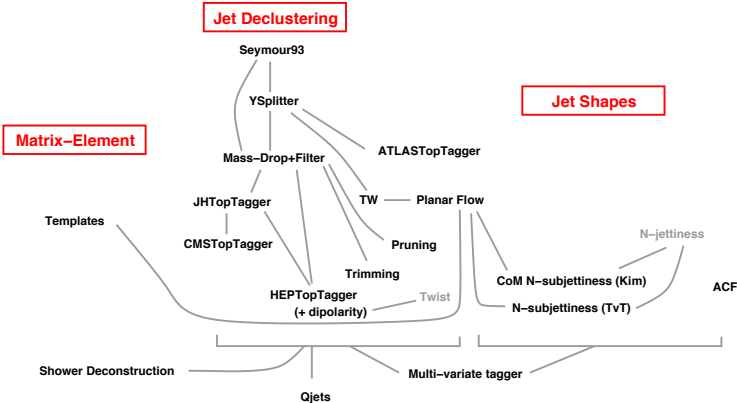 Jet Declustering
Seymour93
YSplitter
Jet Shapes
Matrix−Element
ATLASTopTagger
Mass−Drop+Filter
JHTopTagger
TW
Planar Flow
Templates
N−jettiness
CMSTopTagger
Pruning
Trimming
CoM N−subjettiness (Kim)
ACF
HEPTopTagger
(+ dipolarity)
Twist
N−subjettiness (TvT)
Shower Deconstruction
Multi−variate tagger
Qjets